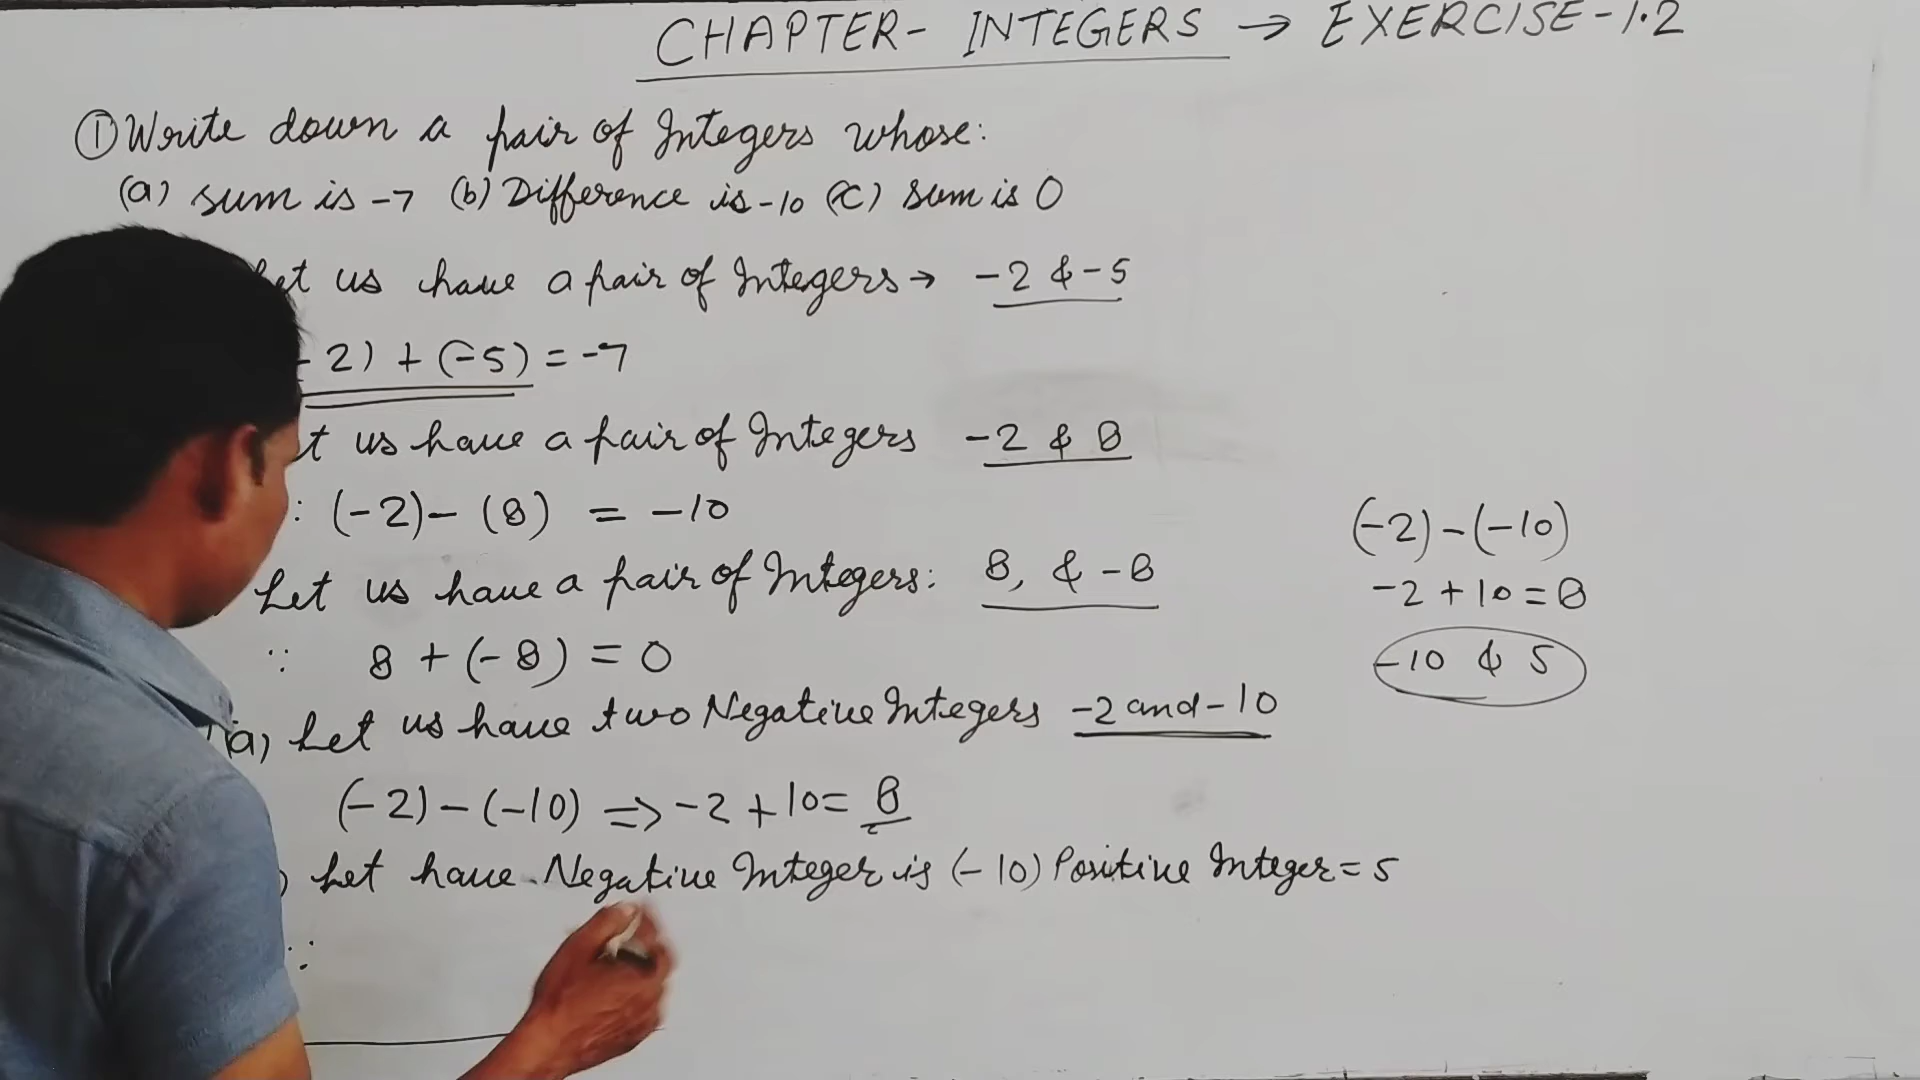 CHAPTER- INTEGERS → EXERCISE-1.2
① Write down a pair of Integers whose:
(a) sum is -7 (b) Difference is -10 (c) sum is 0
et us have a pair of Integers → -2 & -5
-2) + (-5) = -7
t us have a pair of Integers -2 & 8
: (-2) - (8) = -10
Let us have a pair of Integers: 8, & -8
∵ 8 + (-8) = 0
(a) Let us have two Negative Integers -2 and -10
(-2) - (-10) => -2 + 10 = 8
) Let have Negative Integer is (-10) Positive Integer = 5
∵
(-2) - (-10)
-2 + 10 = 8
-10 & 5